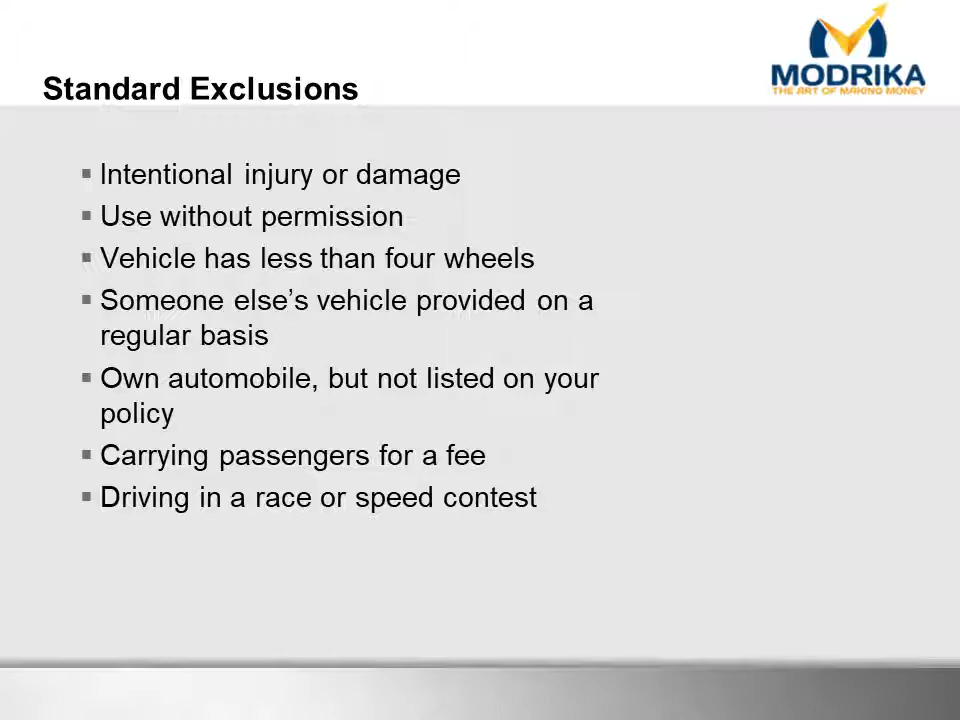 MODRIKA
THE ART OF MAKING MONEY
Standard Exclusions
Intentional injury or damage
Use without permission
Vehicle has less than four wheels
Someone else’s vehicle provided on a
regular basis
Own automobile, but not listed on your
policy
Carrying passengers for a fee
Driving in a race or speed contest